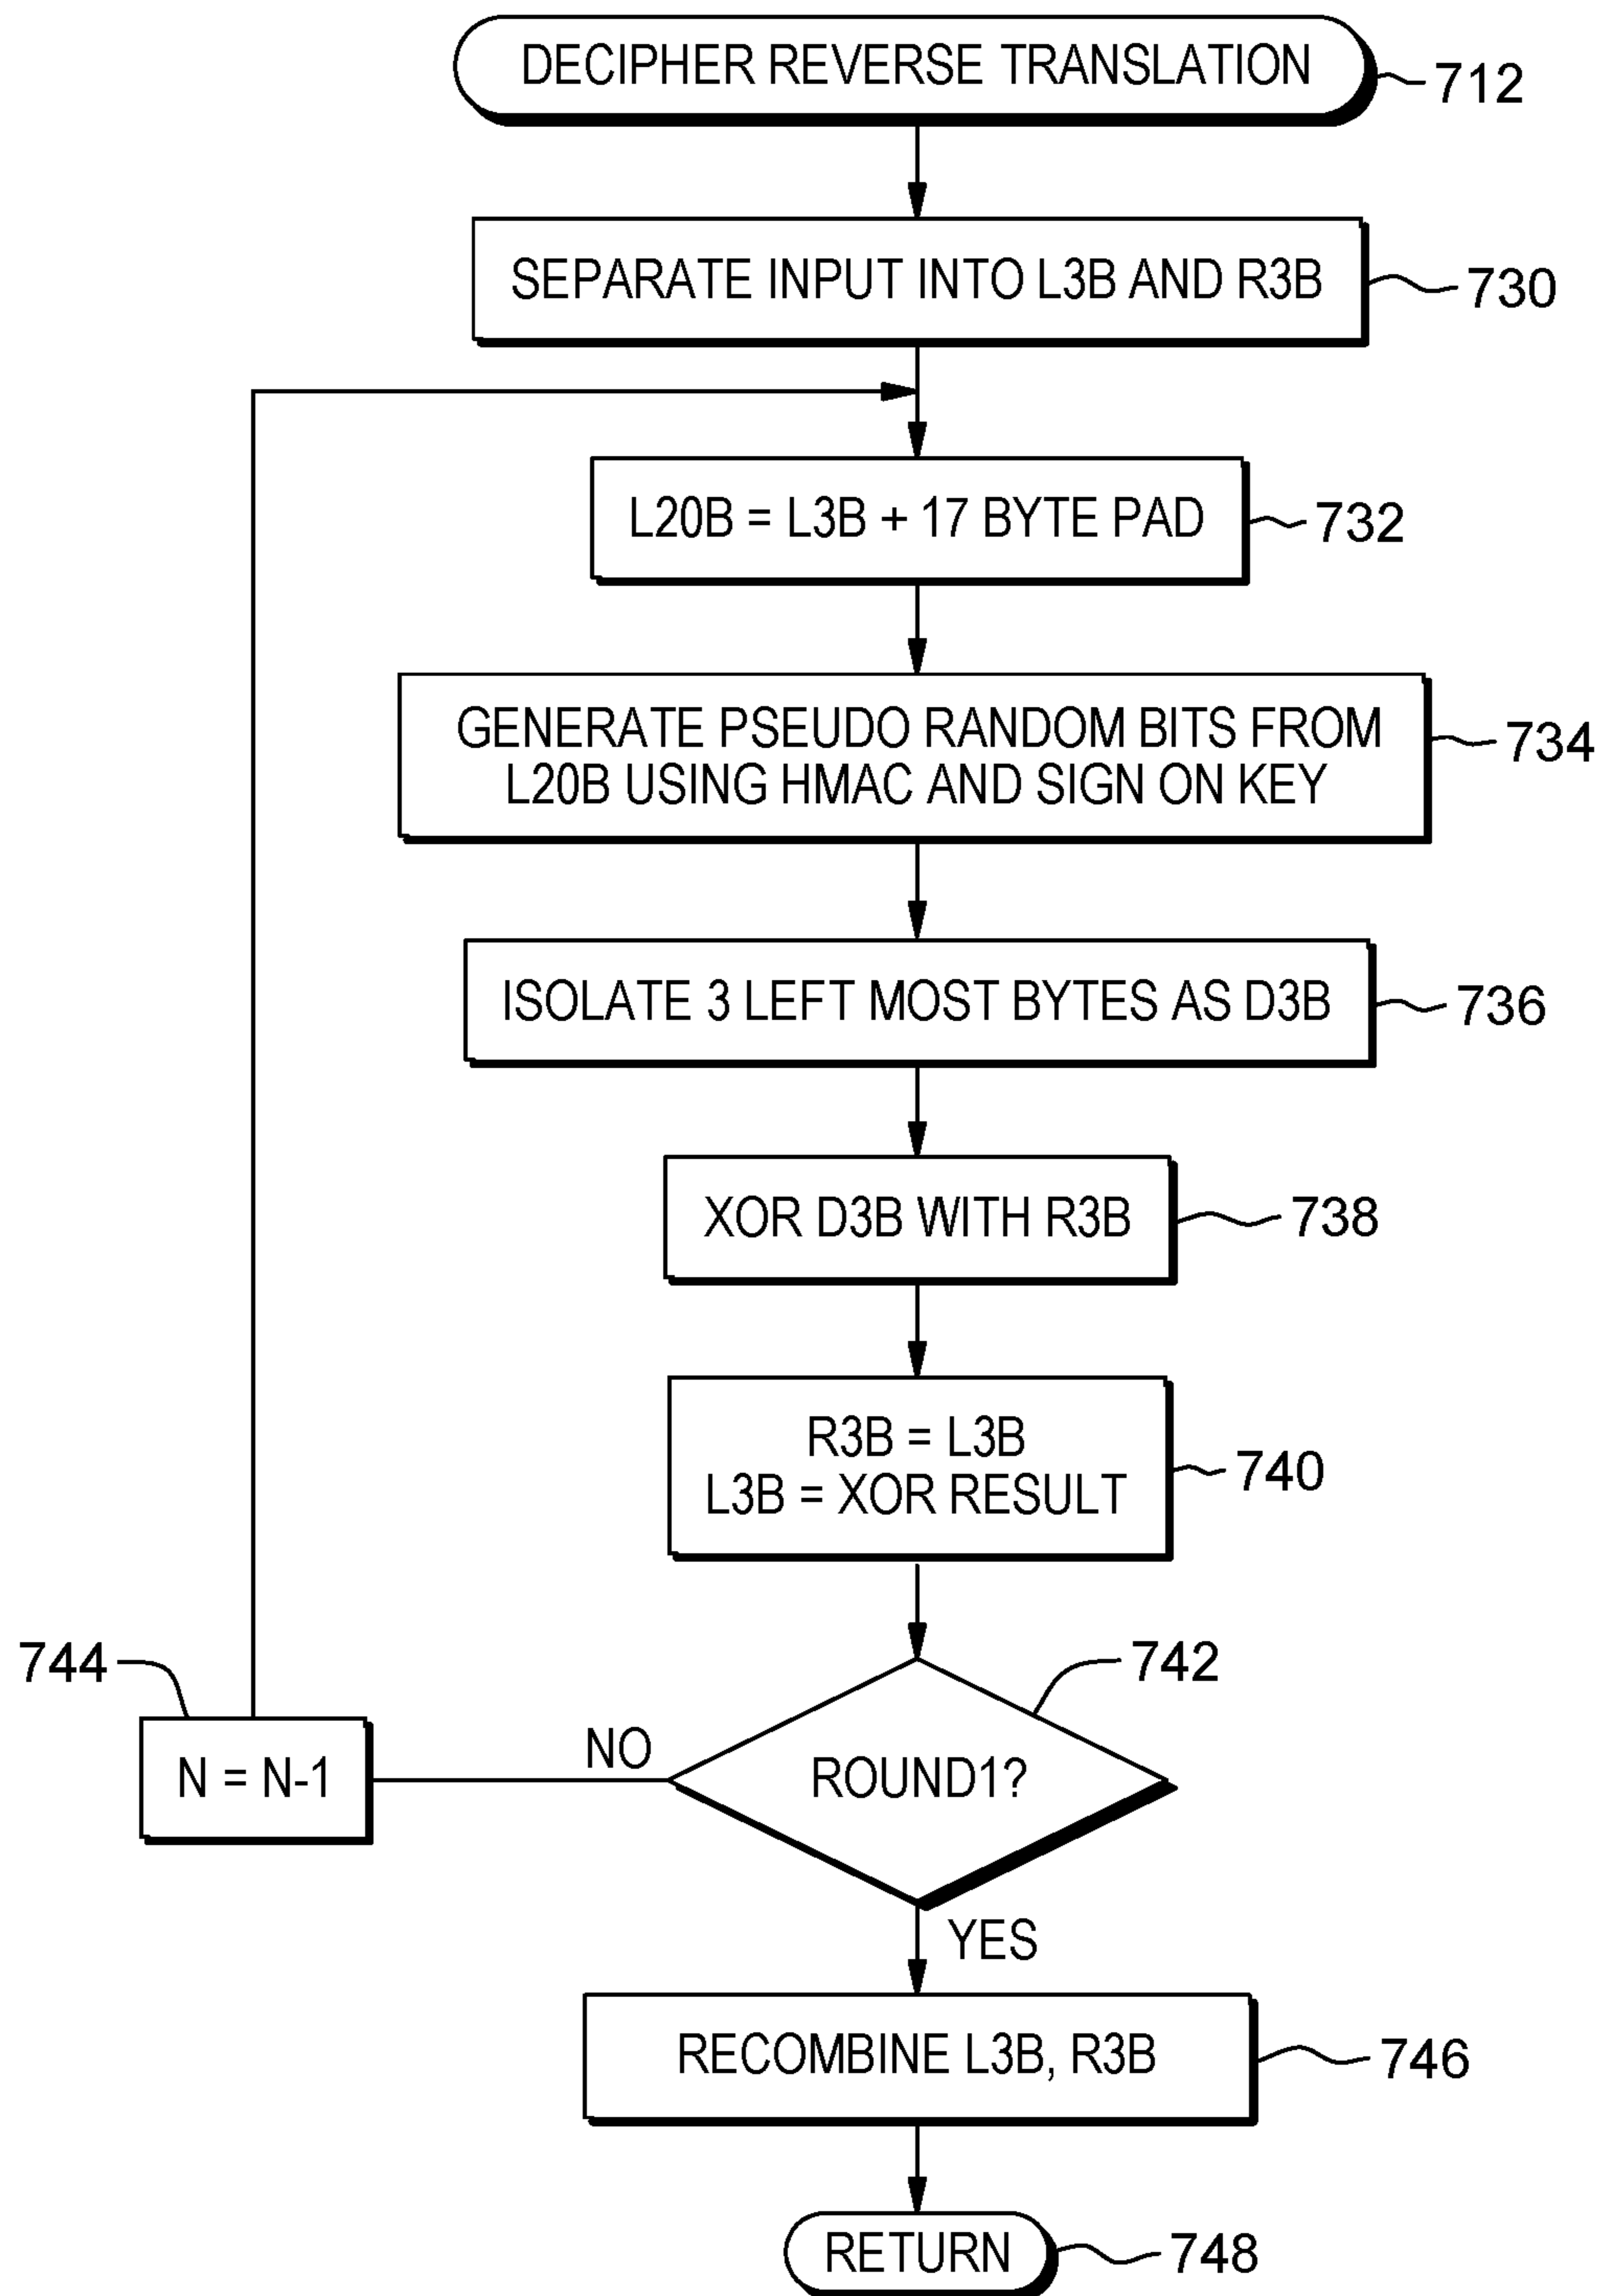 DECIPHER REVERSE TRANSLATION
712
SEPARATE INPUT INTO L3B AND R3B
730
L20B = L3B + 17 BYTE PAD
732
GENERATE PSEUDO RANDOM BITS FROM
L20B USING HMAC AND SIGN ON KEY
734
ISOLATE 3 LEFT MOST BYTES AS D3B
736
XOR D3B WITH R3B
738
R3B = L3B
L3B = XOR RESULT
740
744
742
N = N-1
NO
ROUND1?
YES
RECOMBINE L3B, R3B
746
RETURN
748